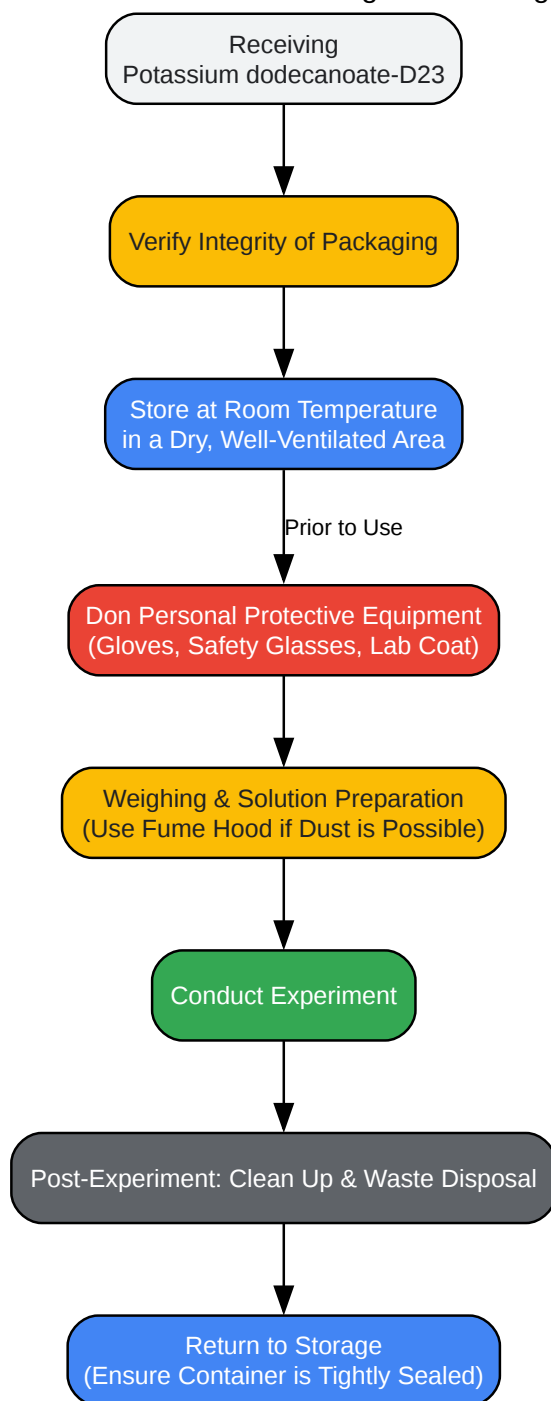 Receiving
Potassium dodecanoate-D23
Verify Integrity of Packaging
Store at Room Temperature
in a Dry, Well-Ventilated Area
Prior to Use
Don Personal Protective Equipment
(Gloves, Safety Glasses, Lab Coat)
Weighing & Solution Preparation
(Use Fume Hood if Dust is Possible)
Conduct Experiment
Post-Experiment: Clean Up & Waste Disposal
Return to Storage
(Ensure Container is Tightly Sealed)